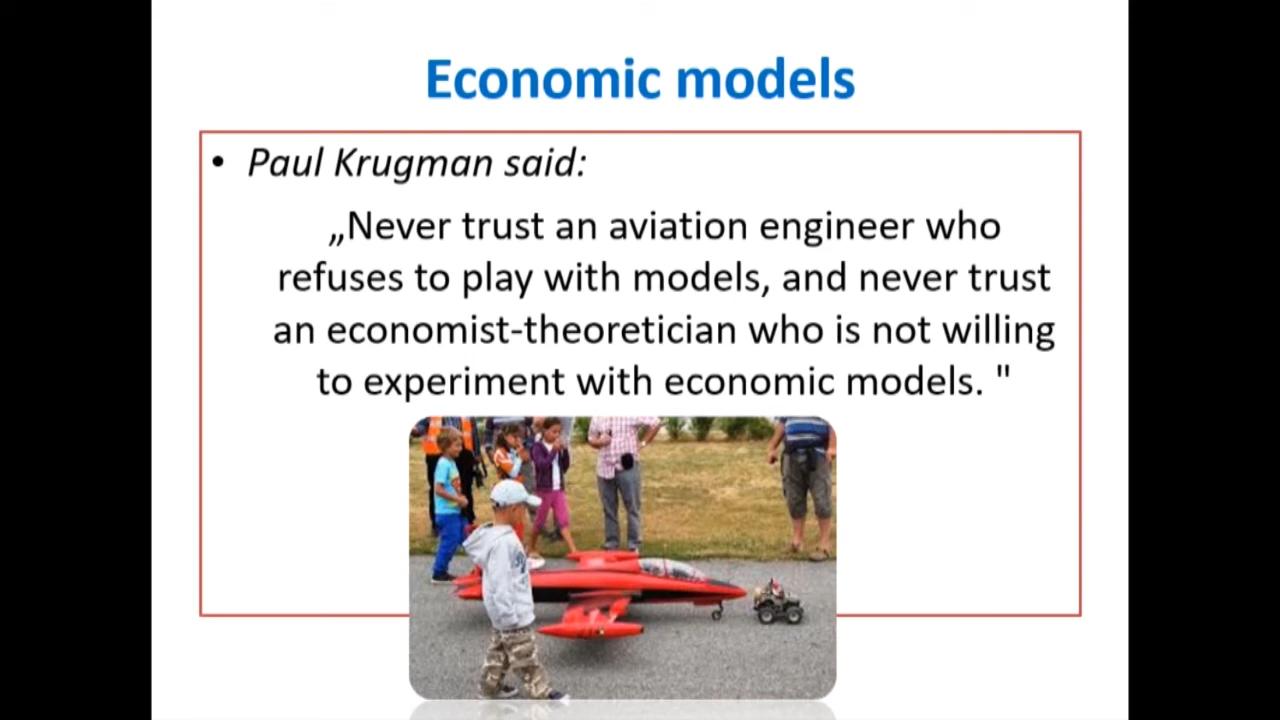 Economic models
• Paul Krugman said:
„Never trust an aviation engineer who
refuses to play with models, and never trust
an economist-theoretician who is not willing
to experiment with economic models. "